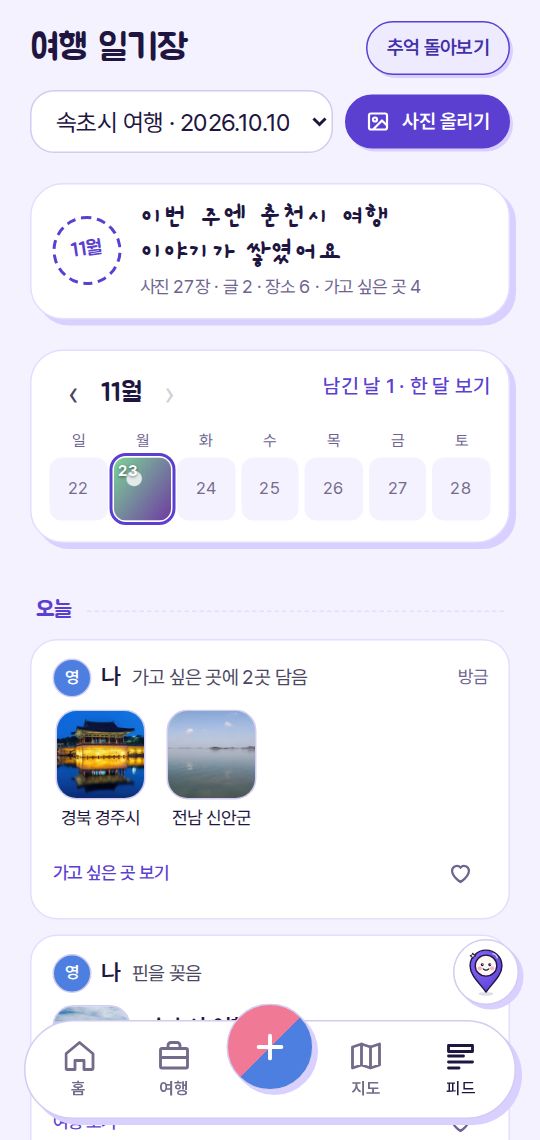 여행 일기장
추억 돌아보기
속초시 여행 · 2026.10.10
사진 올리기
11월
이번 주엔 춘천시 여행
이야기가 쌓였어요
사진 27장 · 글 2 · 장소 6 · 가고 싶은 곳 4
‹ 11월 ›
남긴 날 1 · 한 달 보기
일 월 화 수 목 금 토
22 23 24 25 26 27 28
오늘
영 나 가고 싶은 곳에 2곳 담음 방금
경북 경주시 전남 신안군
가고 싶은 곳 보기
영 나 핀을 꽂음
홈 여행 + 지도 피드